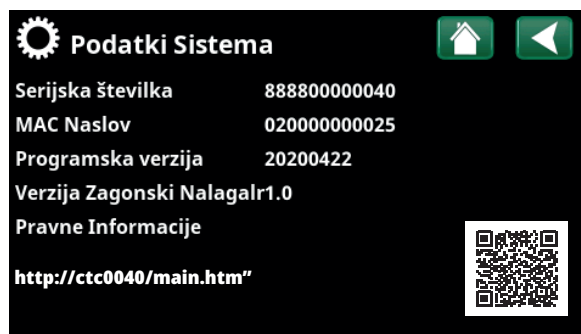 Podatki Sistema
Serijska številka 888800000040
MAC Naslov 020000000025
Programska verzija 20200422
Verzija Zagonski Nalagalr1.0
Pravne Informacije
http://ctc0040/main.htm”